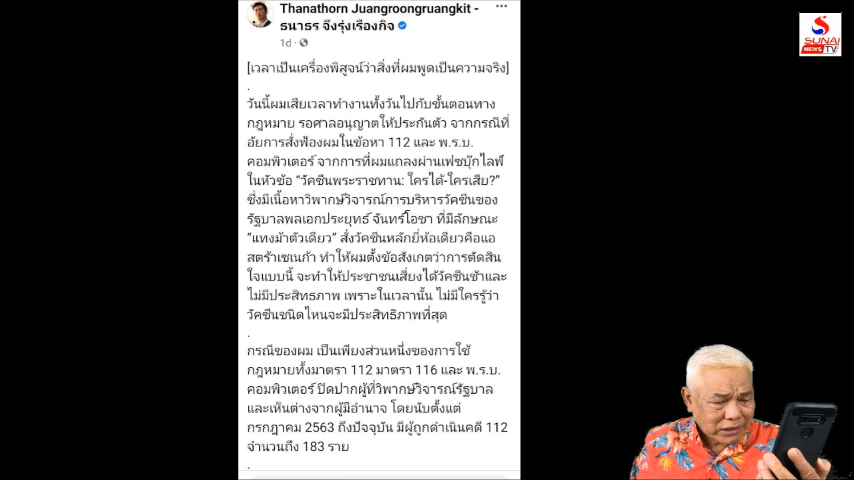 Thanathorn Juangroongruangkit -
ธนาธร จึงรุ่งเรืองกิจ
1d
[เวลาเป็นเครื่องพิสูจน์ว่าสิ่งที่ผมพูดเป็นความจริง]
.
วันนี้ผมเสียเวลาทำงานทั้งวันไปกับขั้นตอนทาง
กฎหมาย รอศาลอนุญาตให้ประกันตัว จากกรณีที่
อัยการสั่งฟ้องผมในข้อหา 112 และ พ.ร.บ.
คอมพิวเตอร์ จากการที่ผมแถลงผ่านเฟซบุ๊กไลฟ์
ในหัวข้อ “วัคซีนพระราชทาน: ใครได้-ใครเสีย?”
ซึ่งมีเนื้อหาวิพากษ์วิจารณ์การบริหารวัคซีนของ
รัฐบาลพลเอกประยุทธ์ จันทร์โอชา ที่มีลักษณะ
“แทงม้าตัวเดียว” สั่งวัคซีนหลักยี่ห้อเดียวคือแอ
สตร้าเซเนก้า ทำให้ผมตั้งข้อสังเกตว่าการตัดสิน
ใจแบบนี้ จะทำให้ประชาชนเสี่ยงได้วัคซีนช้าและ
ไม่มีประสิทธภาพ เพราะในเวลานั้น ไม่มีใครรู้ว่า
วัคซีนชนิดไหนจะมีประสิทธิภาพที่สุด
.
กรณีของผม เป็นเพียงส่วนหนึ่งของการใช้
กฎหมายทั้งมาตรา 112 มาตรา 116 และ พ.ร.บ.
คอมพิวเตอร์ ปิดปากผู้ที่วิพากษ์วิจารณ์รัฐบาล
และเห็นต่างจากผู้มีอำนาจ โดยนับตั้งแต่
กรกฎาคม 2563 ถึงปัจจุบัน มีผู้ถูกดำเนินคดี 112
จำนวนถึง 183 ราย
.
SUNAI
NEWS TV